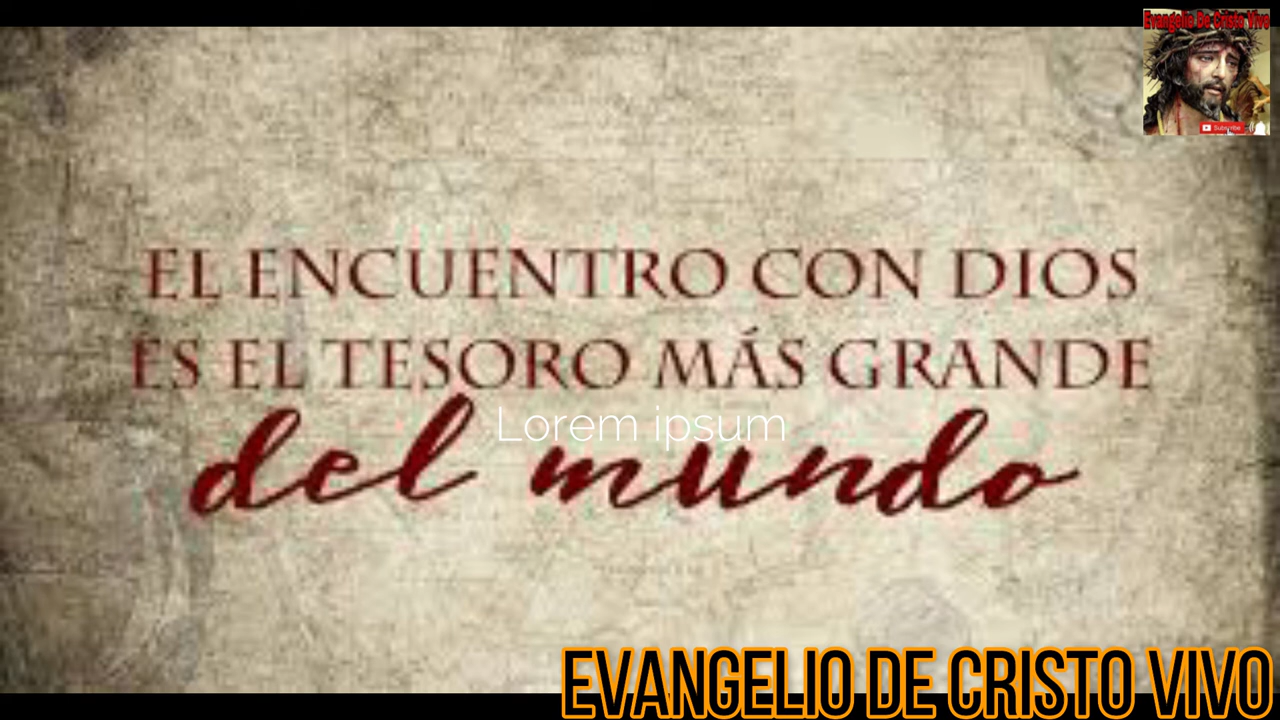 Evangelio De Cristo Vivo
Subscribe
EL ENCUENTRO CON DIOS
ES EL TESORO MÁS GRANDE
Lorem ipsum
del mundo
EVANGELIO DE CRISTO VIVO